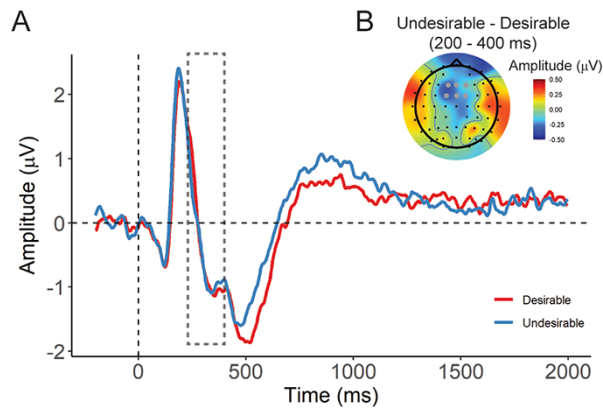 A
B
Undesirable - Desirable
(200 - 400 ms)
Amplitude (μV)
0.50
0.25
0.00
-0.25
-0.50
Amplitude (μV)
2
1
0
-1
-2
Desirable
Undesirable
0
500
1000
1500
2000
Time (ms)